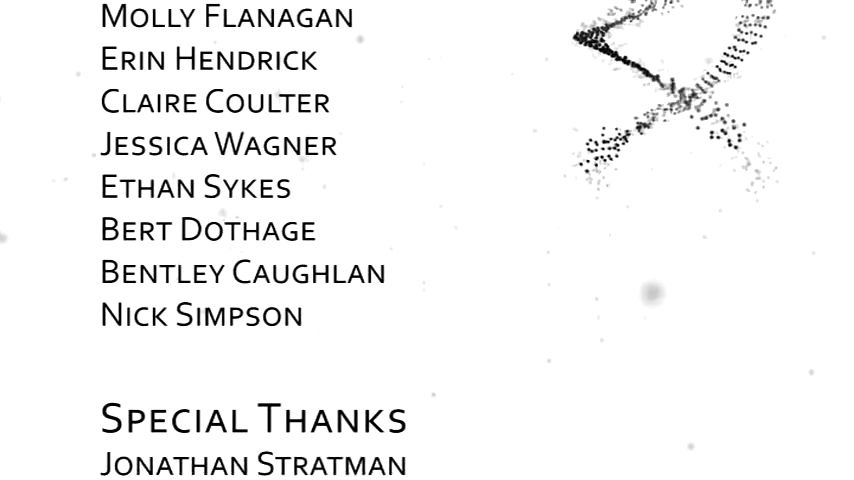 Molly Flanagan
Erin Hendrick
Claire Coulter
Jessica Wagner
Ethan Sykes
Bert Dothage
Bentley Caughlan
Nick Simpson
Special Thanks
Jonathan Stratman